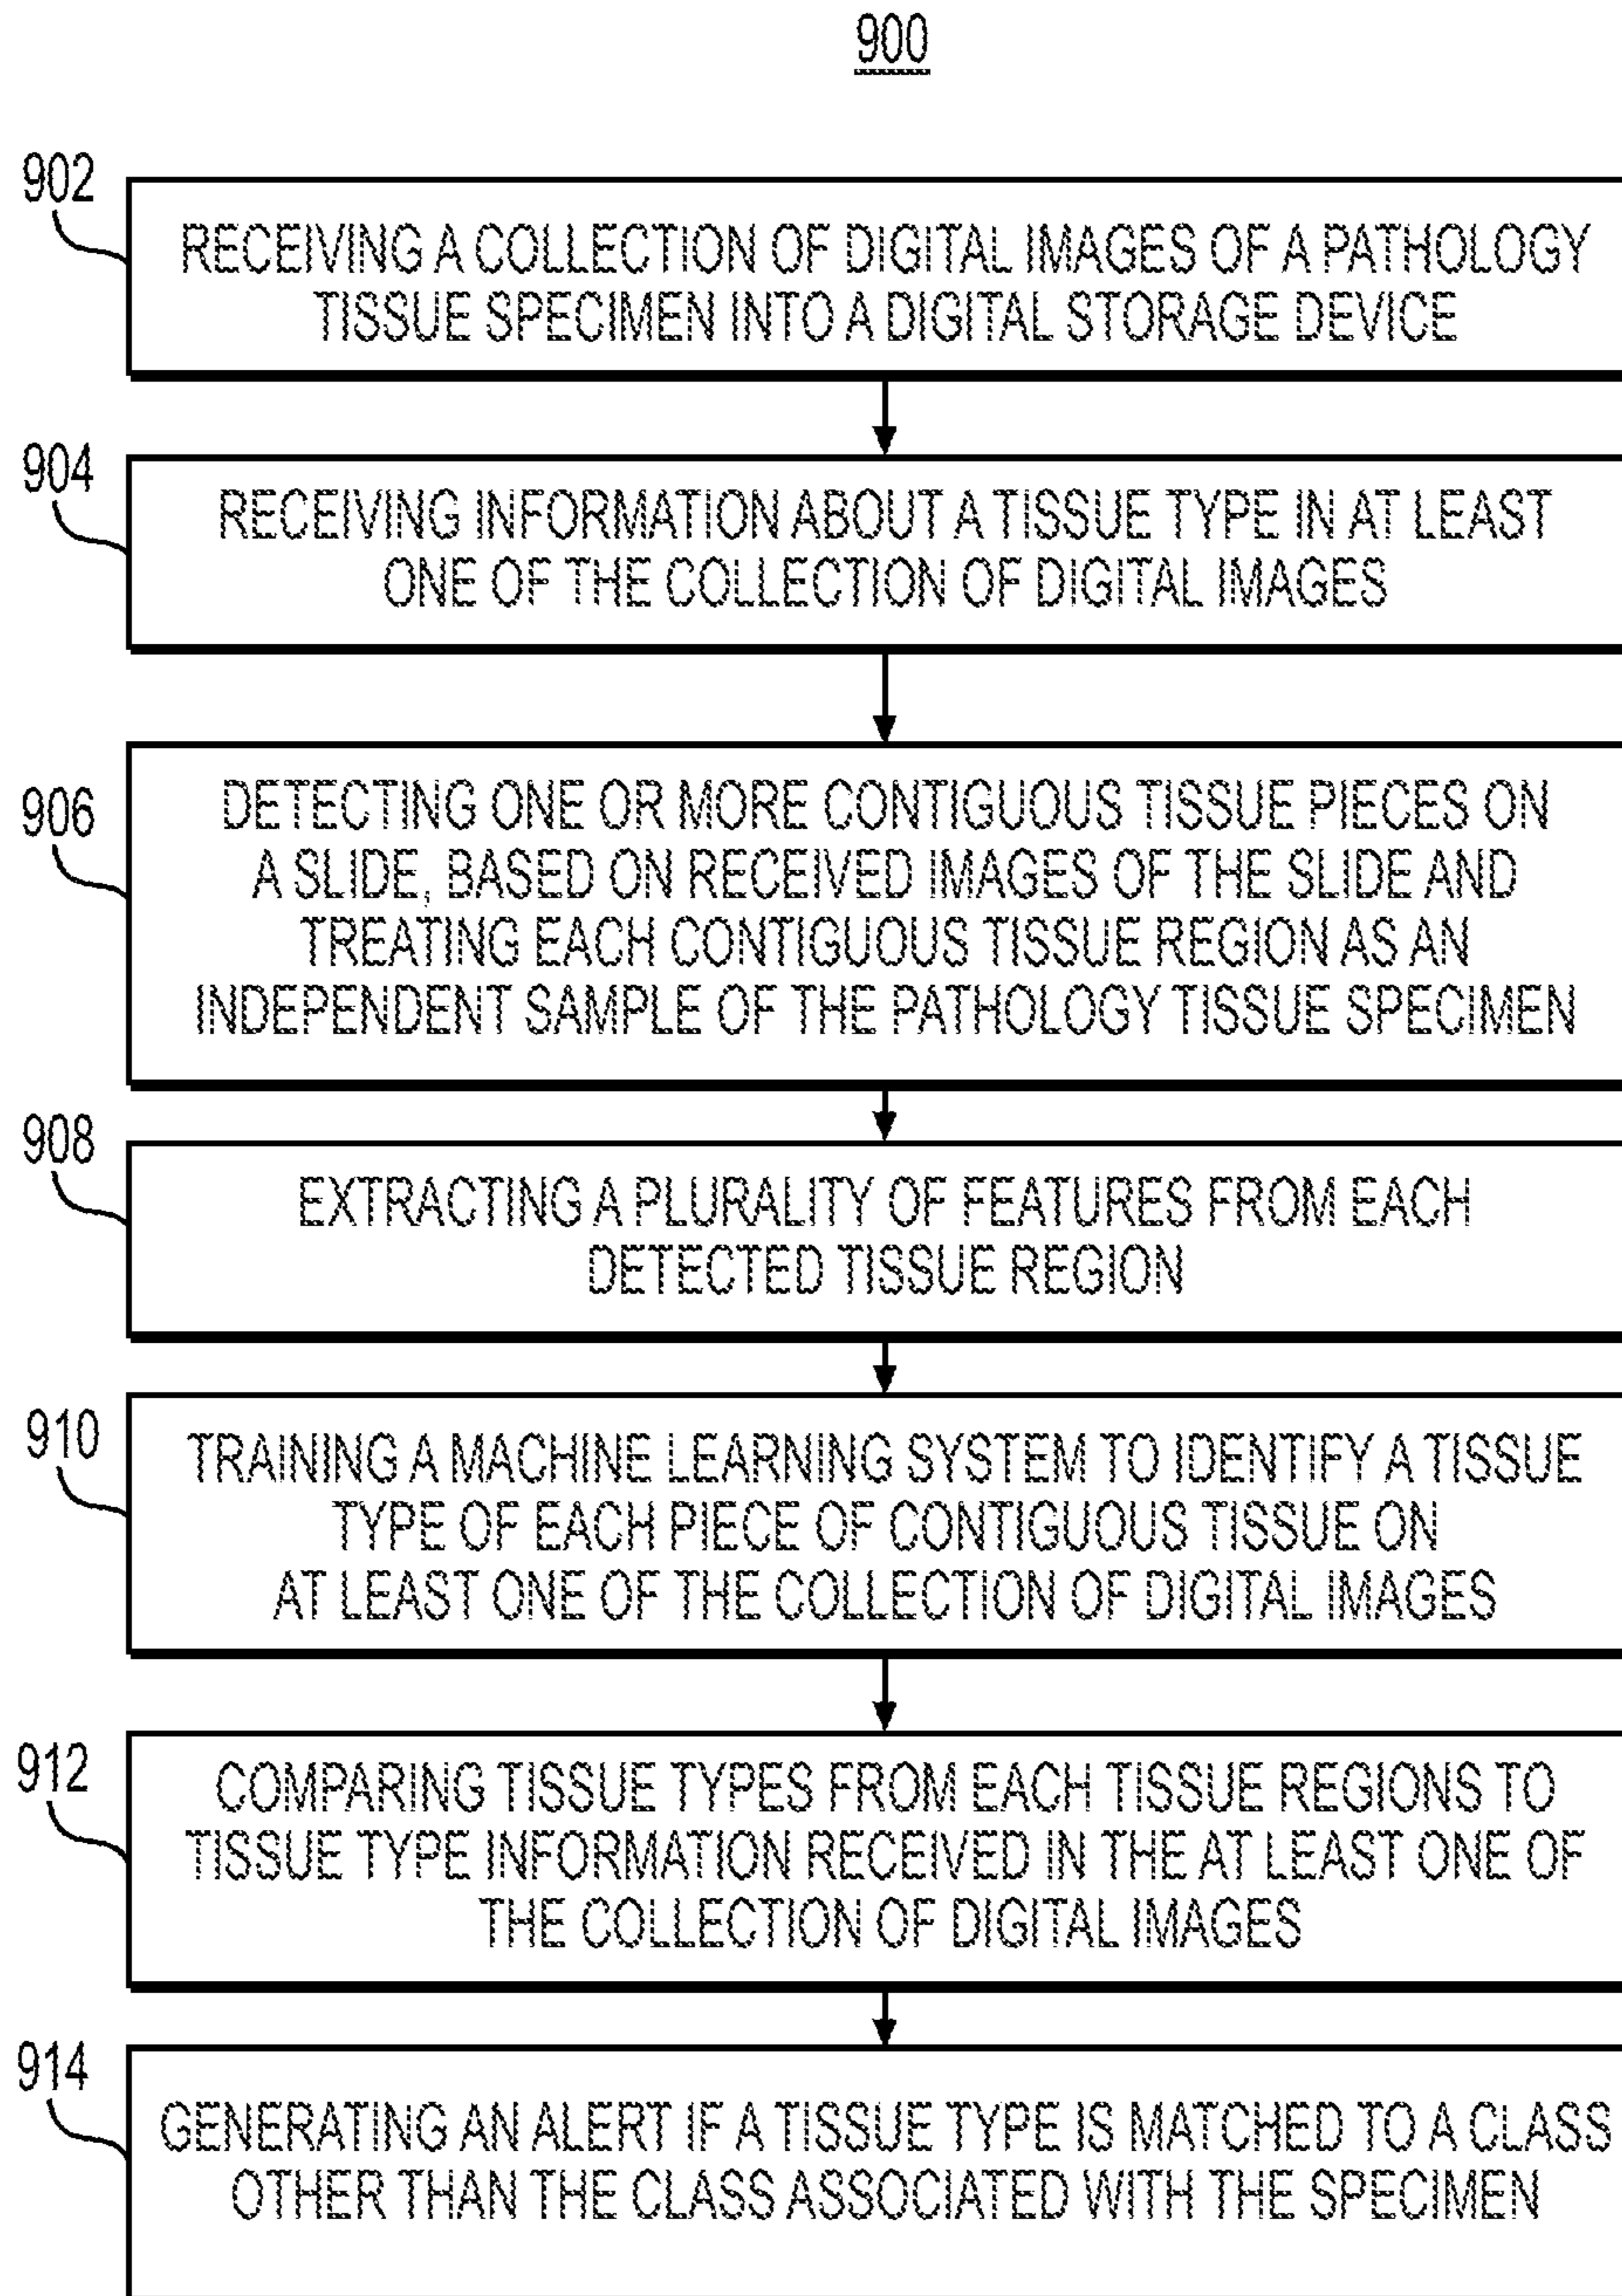 900
902
RECEIVING A COLLECTION OF DIGITAL IMAGES OF A PATHOLOGY
TISSUE SPECIMEN INTO A DIGITAL STORAGE DEVICE
904
RECEIVING INFORMATION ABOUT A TISSUE TYPE IN AT LEAST
ONE OF THE COLLECTION OF DIGITAL IMAGES
906
DETECTING ONE OR MORE CONTIGUOUS TISSUE PIECES ON
A SLIDE, BASED ON RECEIVED IMAGES OF THE SLIDE AND
TREATING EACH CONTIGUOUS TISSUE REGION AS AN
INDEPENDENT SAMPLE OF THE PATHOLOGY TISSUE SPECIMEN
908
EXTRACTING A PLURALITY OF FEATURES FROM EACH
DETECTED TISSUE REGION
910
TRAINING A MACHINE LEARNING SYSTEM TO IDENTIFY A TISSUE
TYPE OF EACH PIECE OF CONTIGUOUS TISSUE ON
AT LEAST ONE OF THE COLLECTION OF DIGITAL IMAGES
912
COMPARING TISSUE TYPES FROM EACH TISSUE REGIONS TO
TISSUE TYPE INFORMATION RECEIVED IN THE AT LEAST ONE OF
THE COLLECTION OF DIGITAL IMAGES
914
GENERATING AN ALERT IF A TISSUE TYPE IS MATCHED TO A CLASS
OTHER THAN THE CLASS ASSOCIATED WITH THE SPECIMEN